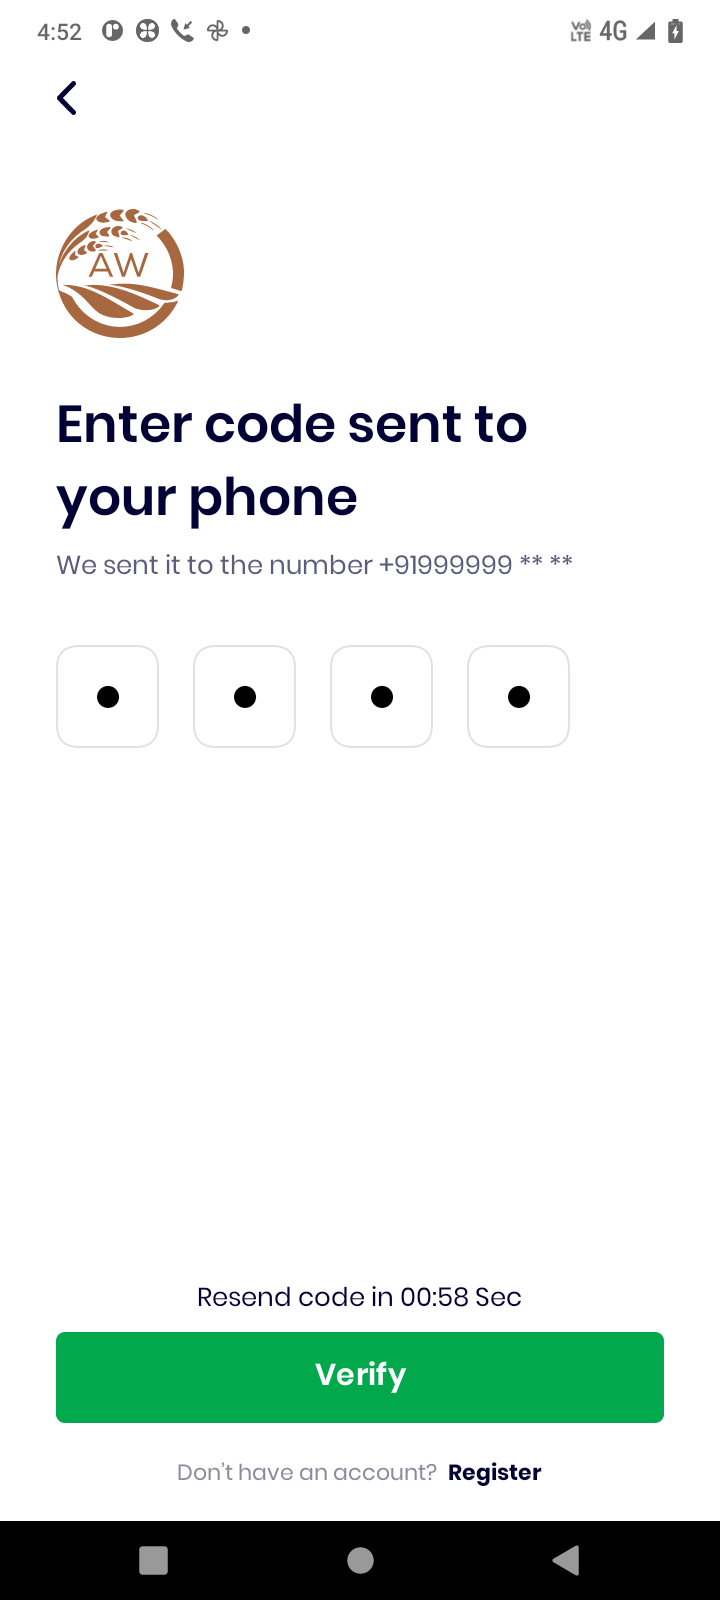 4:52
Vo) LTE 4G
AW
Enter code sent to
your phone
We sent it to the number +91999999 ** **
Resend code in 00:58 Sec
Verify
Don't have an account? Register